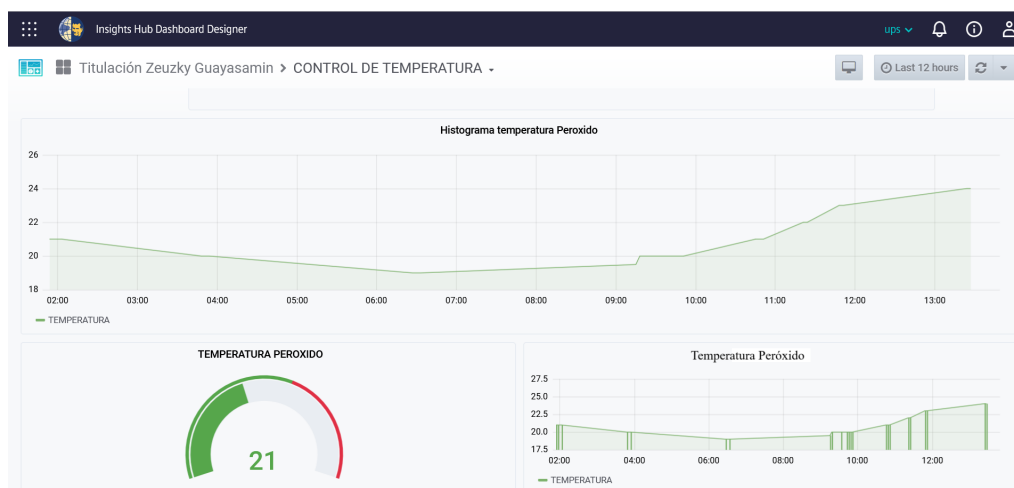 Insights Hub Dashboard Designer
ups
Titulación Zeuzky Guayasamin > CONTROL DE TEMPERATURA
Last 12 hours
Histograma temperatura Peroxido
26
24
22
20
18
02:00 03:00 04:00 05:00 06:00 07:00 08:00 09:00 10:00 11:00 12:00 13:00
TEMPERATURA
TEMPERATURA PEROXIDO
21
Temperatura Peróxido
27.5
25.0
22.5
20.0
17.5
02:00 04:00 06:00 08:00 10:00 12:00
TEMPERATURA